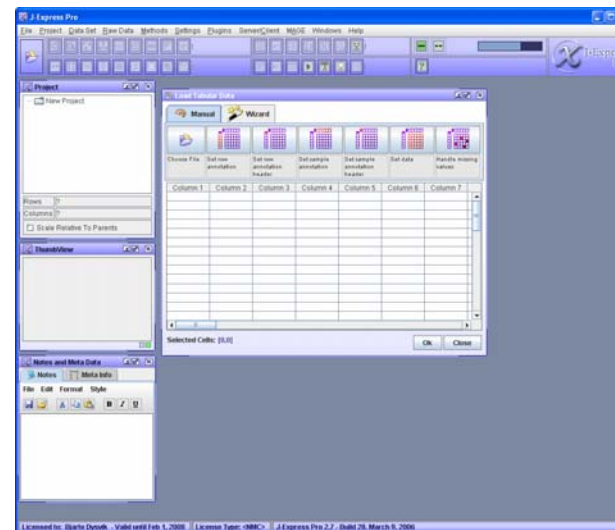 J-Express Pro
File Project Data Set Raw Data Methods Settings Plugins Server/Client MAGE Windows Help
J-Expre
Project
New Project
Rows ?
Columns ?
Scale Relative To Parents
ThumbView
Notes and Meta Data
Notes Meta Info
File Edit Format Style
B I U
Load Tabular Data
Manual Wizard
Choose File Set row annotation Set row annotation header Set sample annotation Set sample annotation header Set data Handle missing values
Column 1 Column 2 Column 3 Column 4 Column 5 Column 6 Column 7
Selected Cells: [0,0]
Ok Close
Licensed to: Bjarte Dysvik - Valid until Feb 1, 2008 License Type: <NMC> J-Express Pro 2.7 - Build 28, March 9, 2006